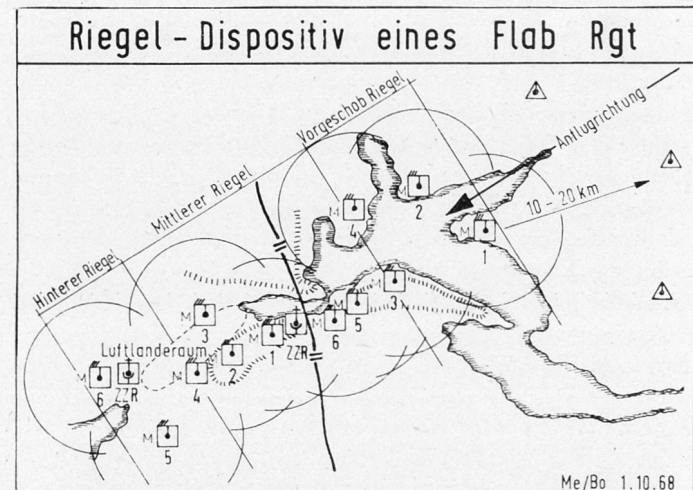 Riegel - Dispositiv eines Flab Rgt
Vorgeschob Riegel
Mittlerer Riegel
Hinterer Riegel
Anflugrichtung
10 - 20 km
M 2
M 4
M 1
M 3
M 5
M 6
ZZR
M 1
M 2
M 3
M 4
Luftlanderaum
ZZR
M 6
M 5
Me/Bo 1.10.68